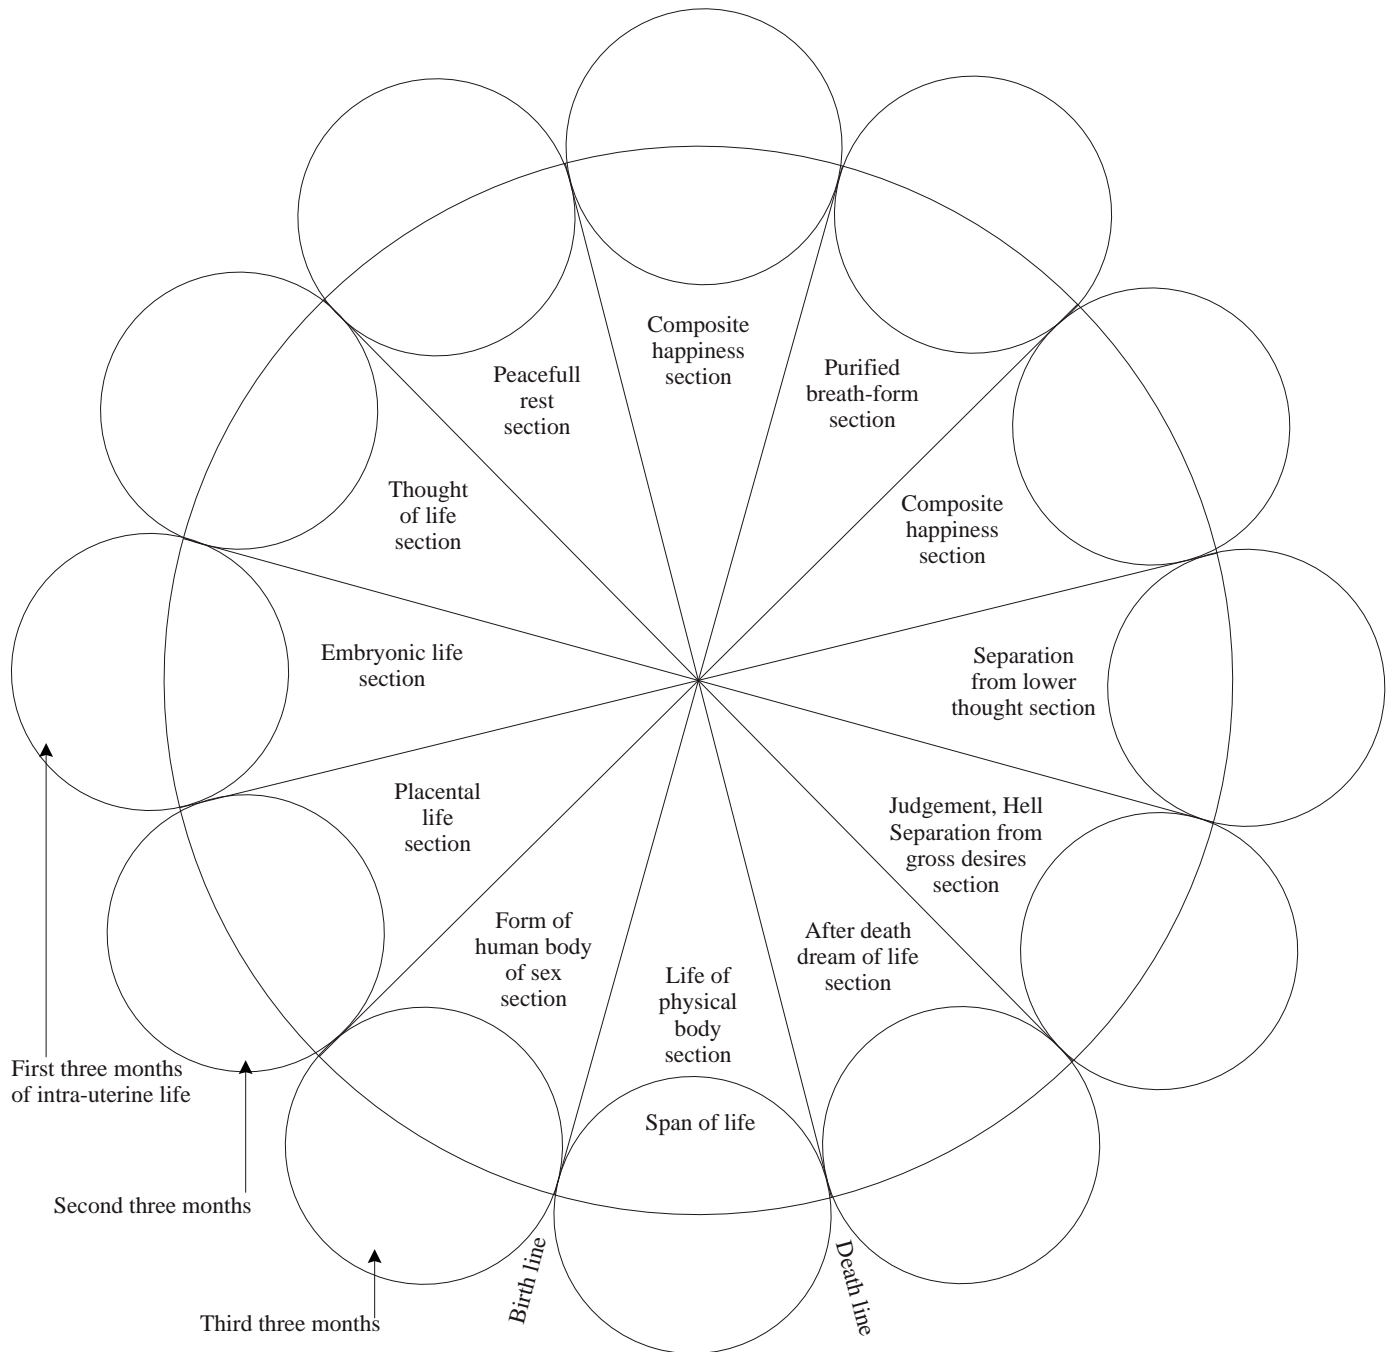 Composite
happiness
section
Purified
breath-form
section
Peacefull
rest
section
Thought
of life
section
Composite
happiness
section
Embryonic life
section
Separation
from lower
thought section
Placental
life
section
Judgement, Hell
Separation from
gross desires
section
Form of
human body
of sex
section
Life of
physical
body
section
After death
dream of life
section
Span of life
First three months
of intra-uterine life
Second three months
Third three months
Birth line
Death line